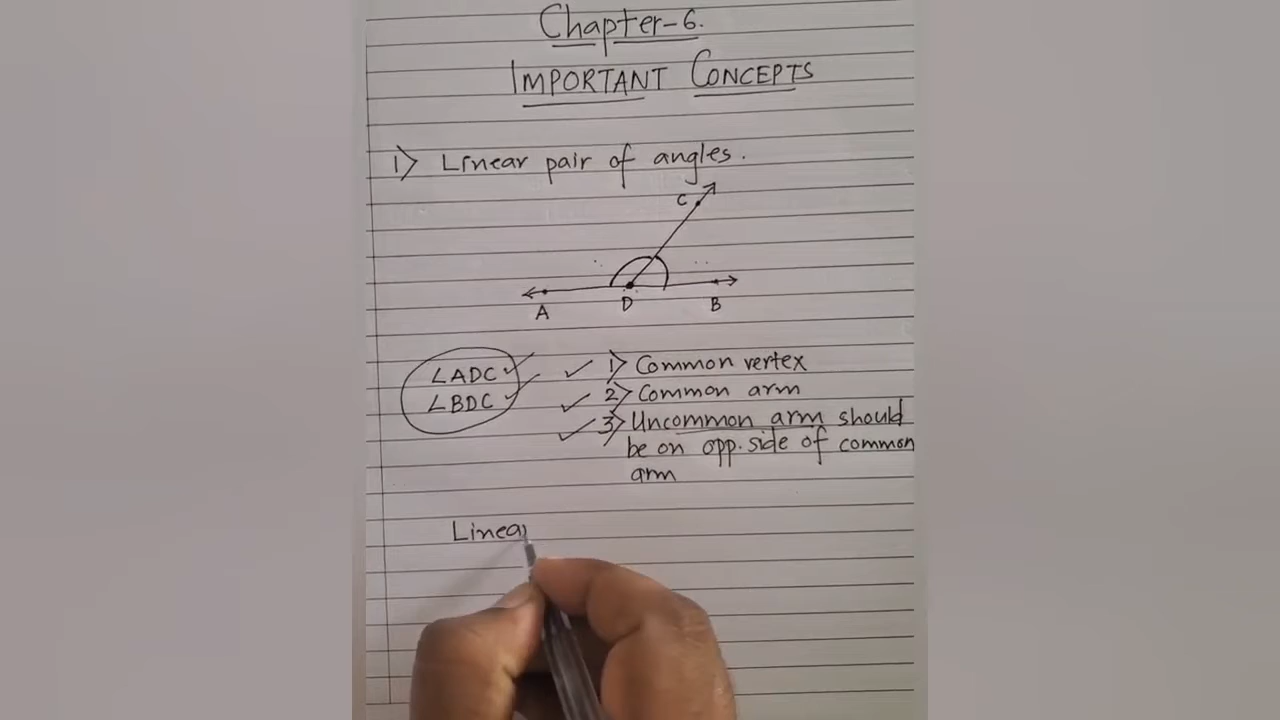 Chapter-6.
IMPORTANT CONCEPTS
1> Linear pair of angles.
C
A D B
∠ADC ✓ ✓ 1> Common vertex
∠BDC ✓ ✓ 2> Common arm
✓ 3> Uncommon arm should
be on opp. side of common
arm
Linear